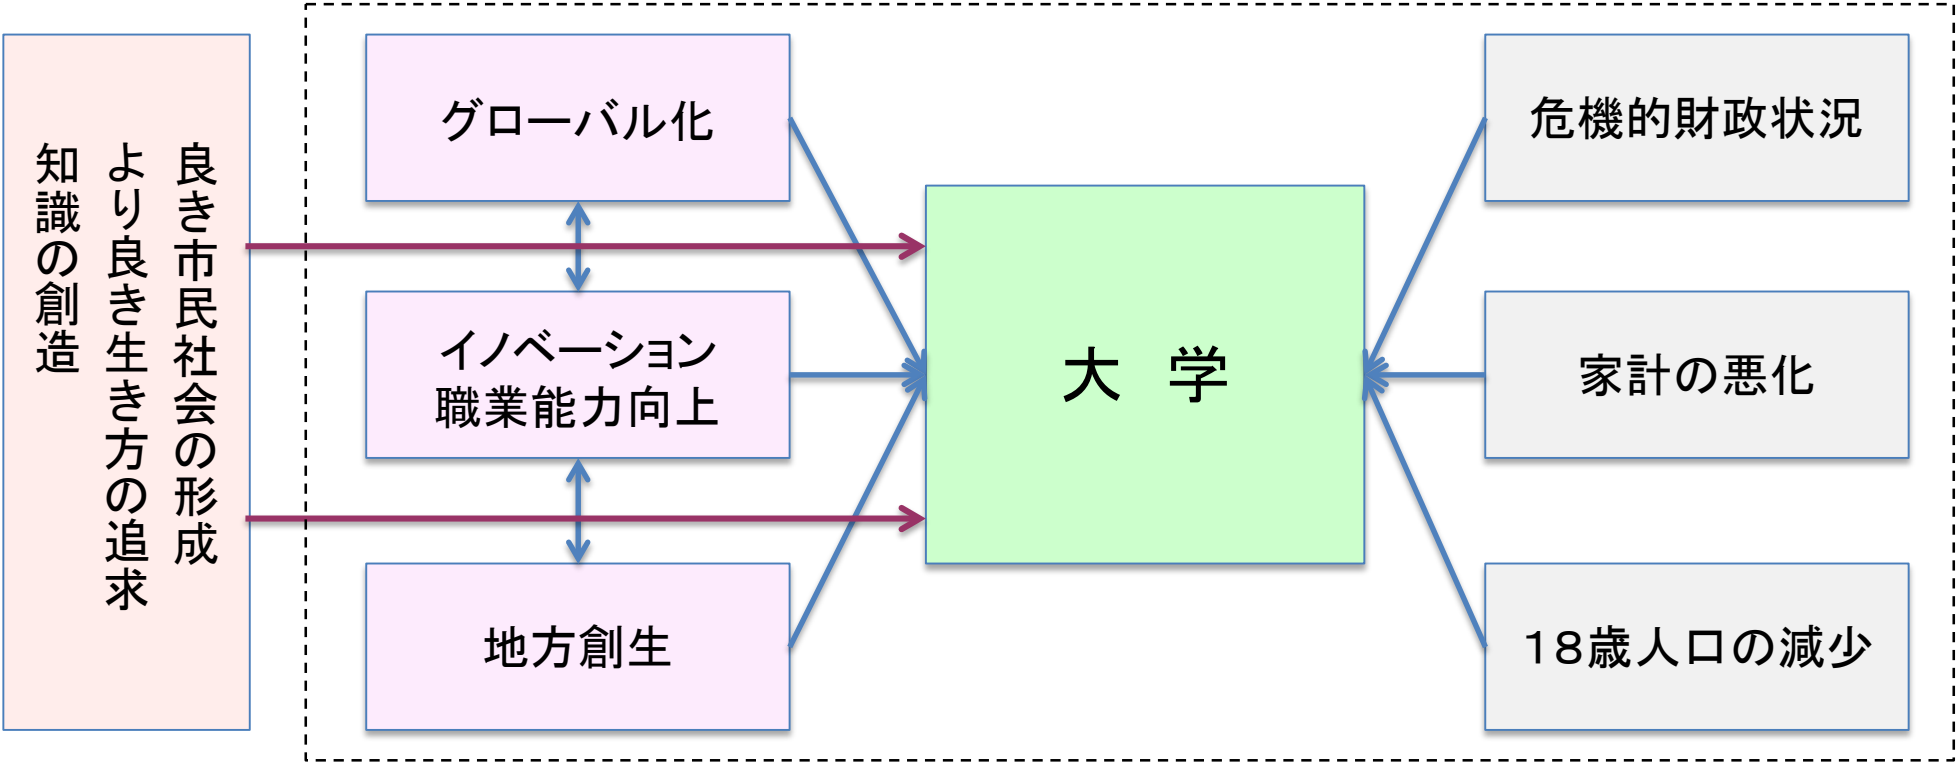 良き市民社会の形成
より良き生き方の追求
知識の創造
グローバル化
イノベーション
職業能力向上
地方創生
大　学
危機的財政状況
家計の悪化
18歳人口の減少